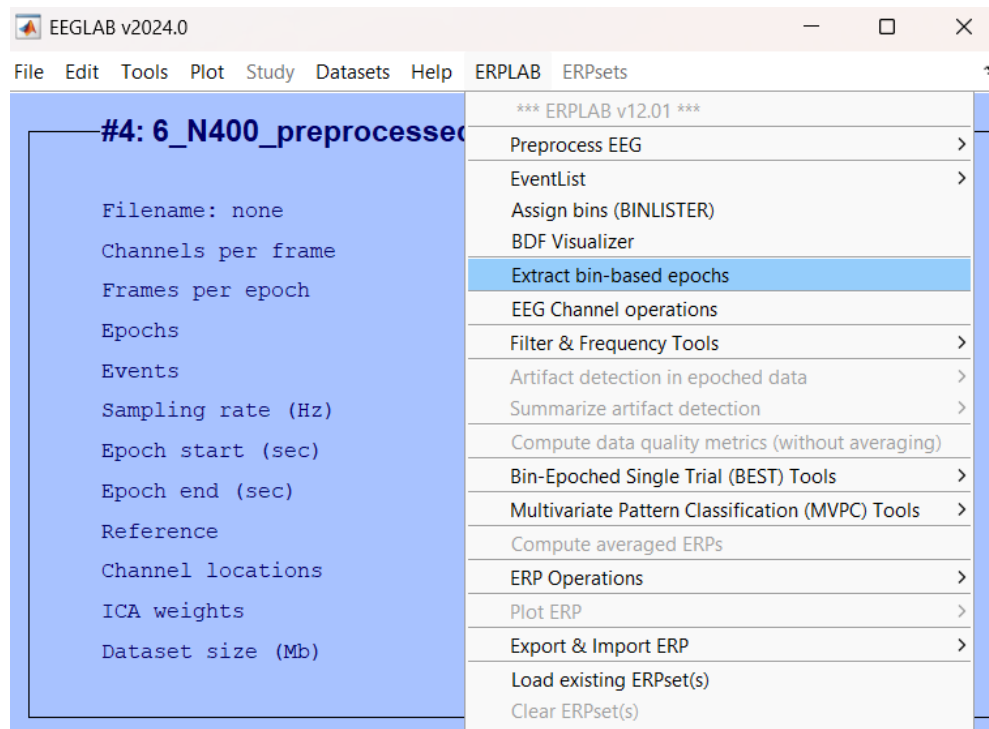 EEGLAB v2024.0
File Edit Tools Plot Study Datasets Help ERPLAB ERPsets
#4: 6_N400_preprocessed
Filename: none
Channels per frame
Frames per epoch
Epochs
Events
Sampling rate (Hz)
Epoch start (sec)
Epoch end (sec)
Reference
Channel locations
ICA weights
Dataset size (Mb)
*** ERPLAB v12.01 ***
Preprocess EEG
EventList
Assign bins (BINLISTER)
BDF Visualizer
Extract bin-based epochs
EEG Channel operations
Filter & Frequency Tools
Artifact detection in epoched data
Summarize artifact detection
Compute data quality metrics (without averaging)
Bin-Epoched Single Trial (BEST) Tools
Multivariate Pattern Classification (MVPC) Tools
Compute averaged ERPs
ERP Operations
Plot ERP
Export & Import ERP
Load existing ERPset(s)
Clear ERPset(s)